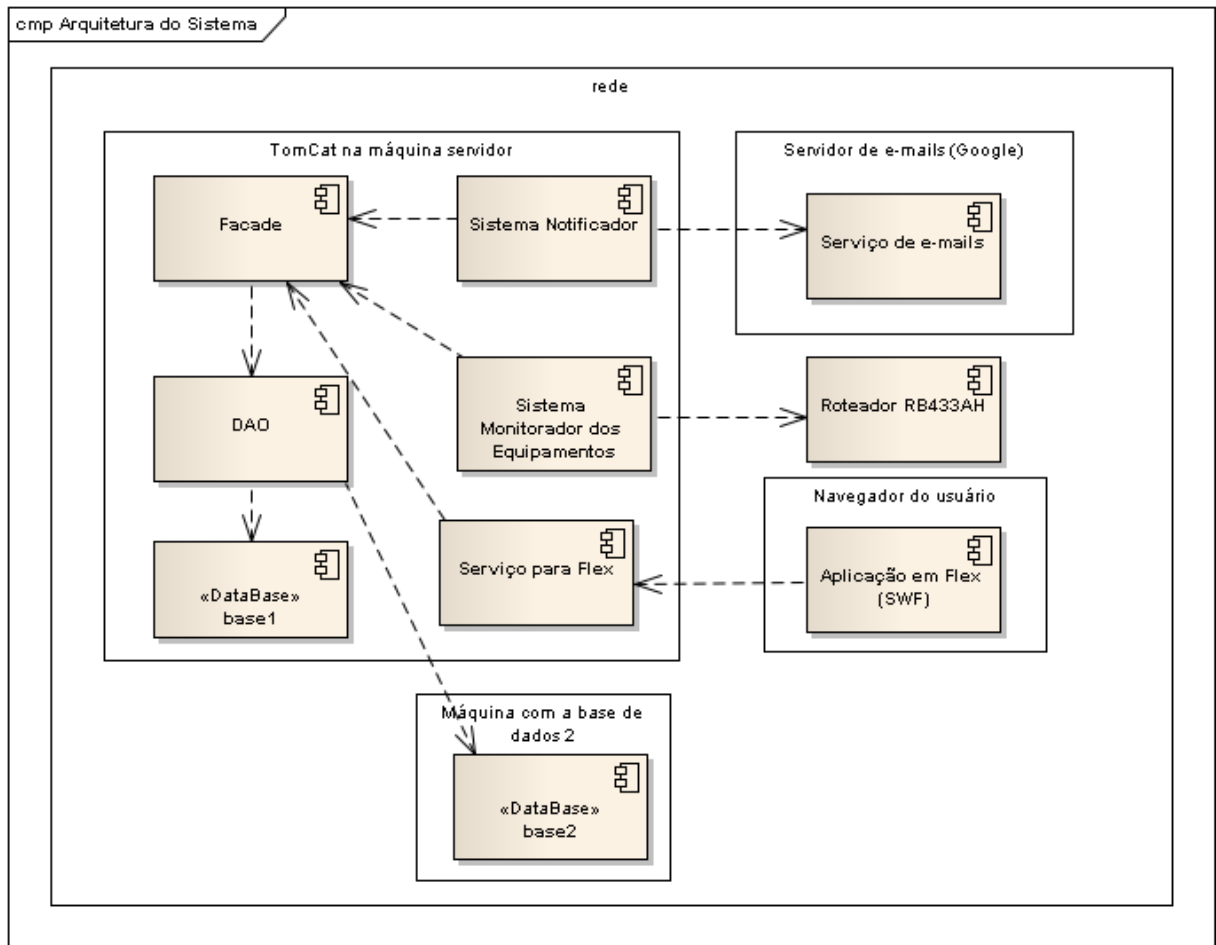 cmp Arquitetura do Sistema
rede
TomCat na máquina servidor
Servidor de e-mails (Google)
Facade
Sistema Notificador
Serviço de e-mails
DAO
Sistema
Monitorador dos
Equipamentos
Roteador RB433AH
Navegador do usuário
«DataBase»
base1
Serviço para Flex
Aplicação em Flex
(SWF)
Máquina com a base de
dados 2
«DataBase»
base2